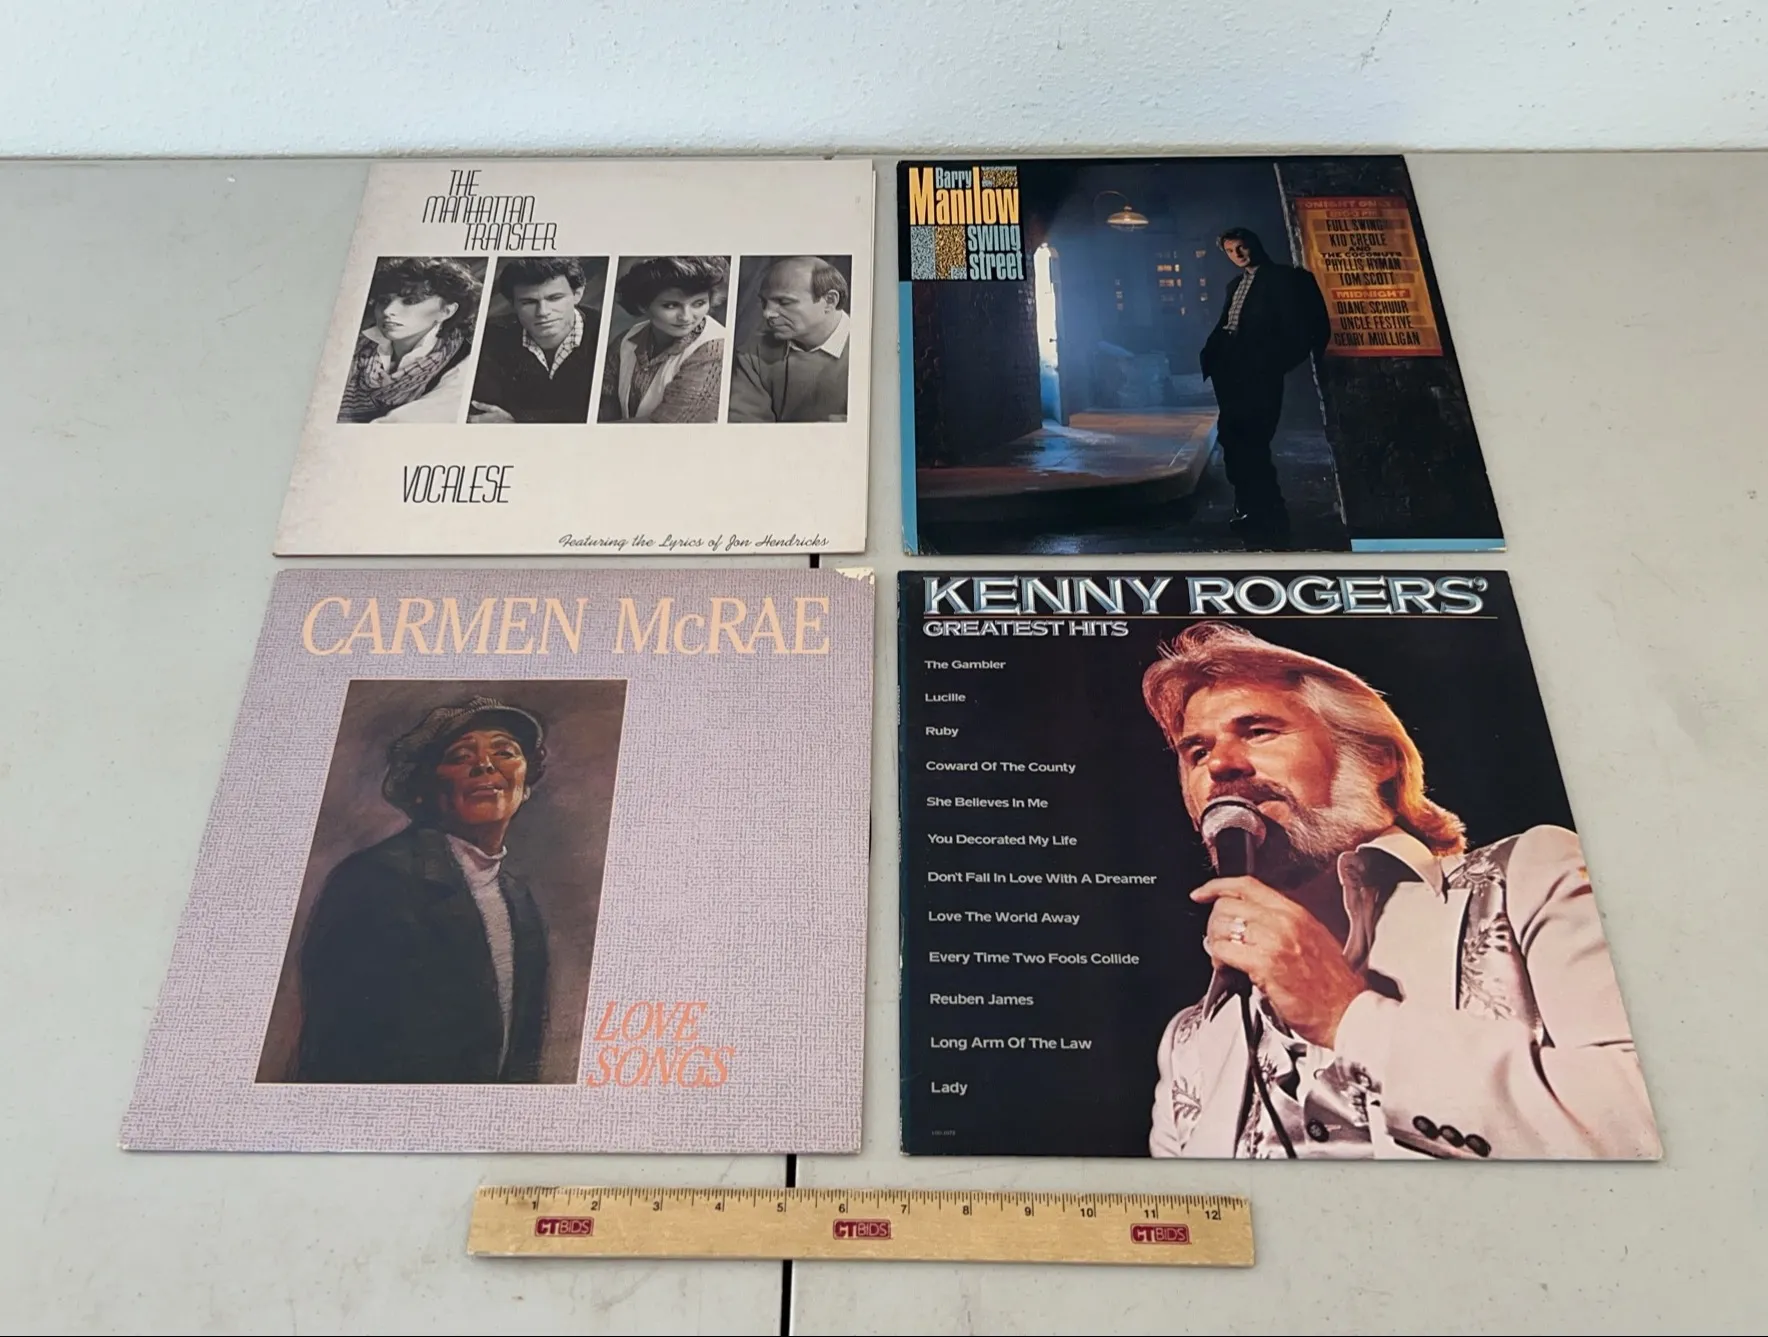 THE
MANHATTAN
TRANSFER
VOCALESE
Featuring the Lyrics of Jon Hendricks
Barry
Manilow
swing
street
TONIGHT ONLY
FULL SWING
KID CREOLE
AND
THE COCONUTS
PHYLLIS HYMAN
TOM SCOTT
MIDNIGHT
DIANE SCHUUR
UNCLE FESTIVE
GERRY MULLIGAN
CARMEN McRAE
LOVE
SONGS
KENNY ROGERS'
GREATEST HITS
The Gambler
Lucille
Ruby
Coward Of The County
She Believes In Me
You Decorated My Life
Don't Fall In Love With A Dreamer
Love The World Away
Every Time Two Fools Collide
Reuben James
Long Arm Of The Law
Lady
1 2 3 4 5 6 7 8 9 10 11 12
CTBIDS CTBIDS CTBIDS